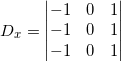 D_x = \begin{vmatrix} -1 & 0 & 1 \\ -1 & 0 & 1 \\ -1 & 0 & 1 \end{vmatrix}